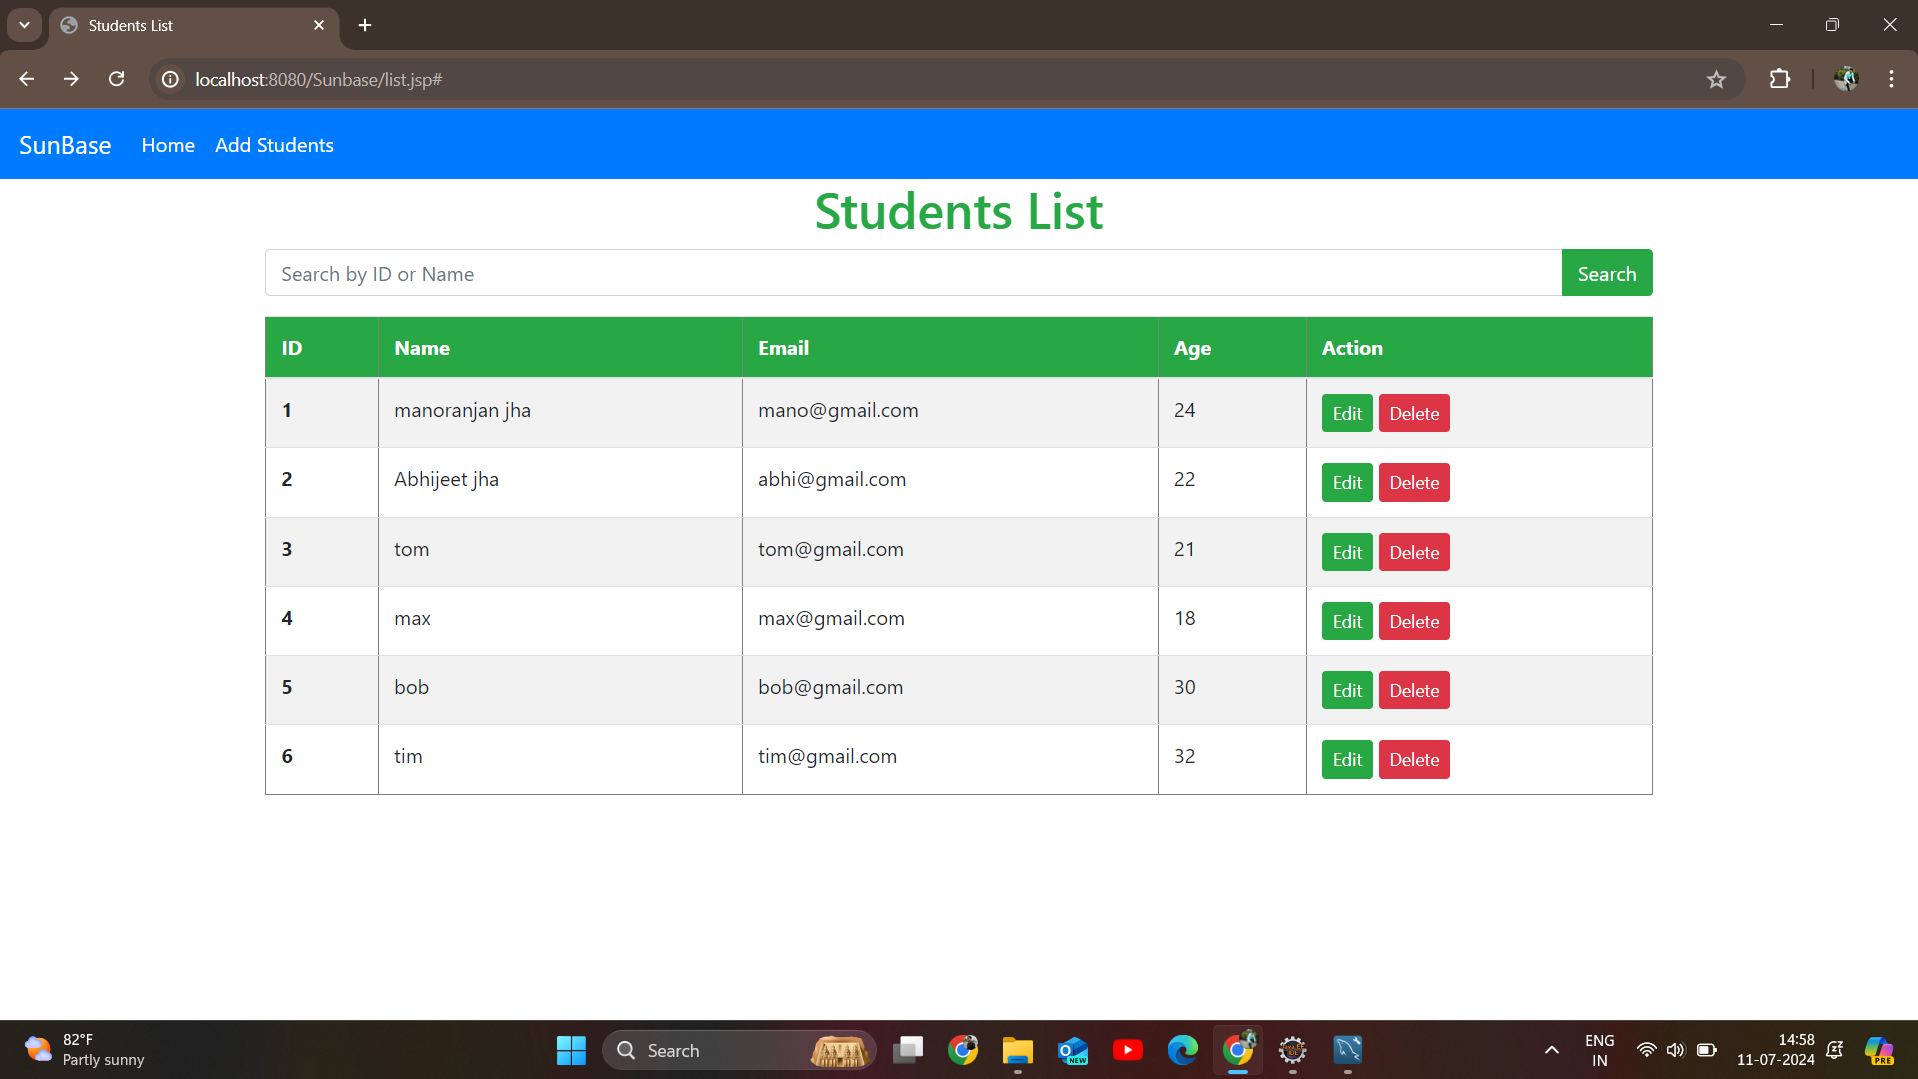 Students List
localhost:8080/Sunbase/list.jsp#
SunBase Home Add Students
Students List
Search by ID or Name Search
ID Name Email Age Action
1 manoranjan jha mano@gmail.com 24 Edit Delete
2 Abhijeet jha abhi@gmail.com 22 Edit Delete
3 tom tom@gmail.com 21 Edit Delete
4 max max@gmail.com 18 Edit Delete
5 bob bob@gmail.com 30 Edit Delete
6 tim tim@gmail.com 32 Edit Delete
82°F
Partly sunny
Search
NEW
ENG
IN
14:58
11-07-2024
PRE